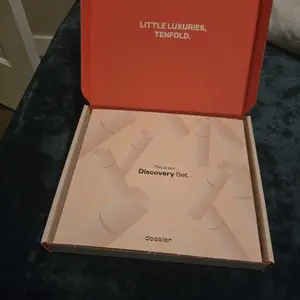 LITTLE LUXURIES,
TENFOLD.
This is our
Discovery Set.
dossier